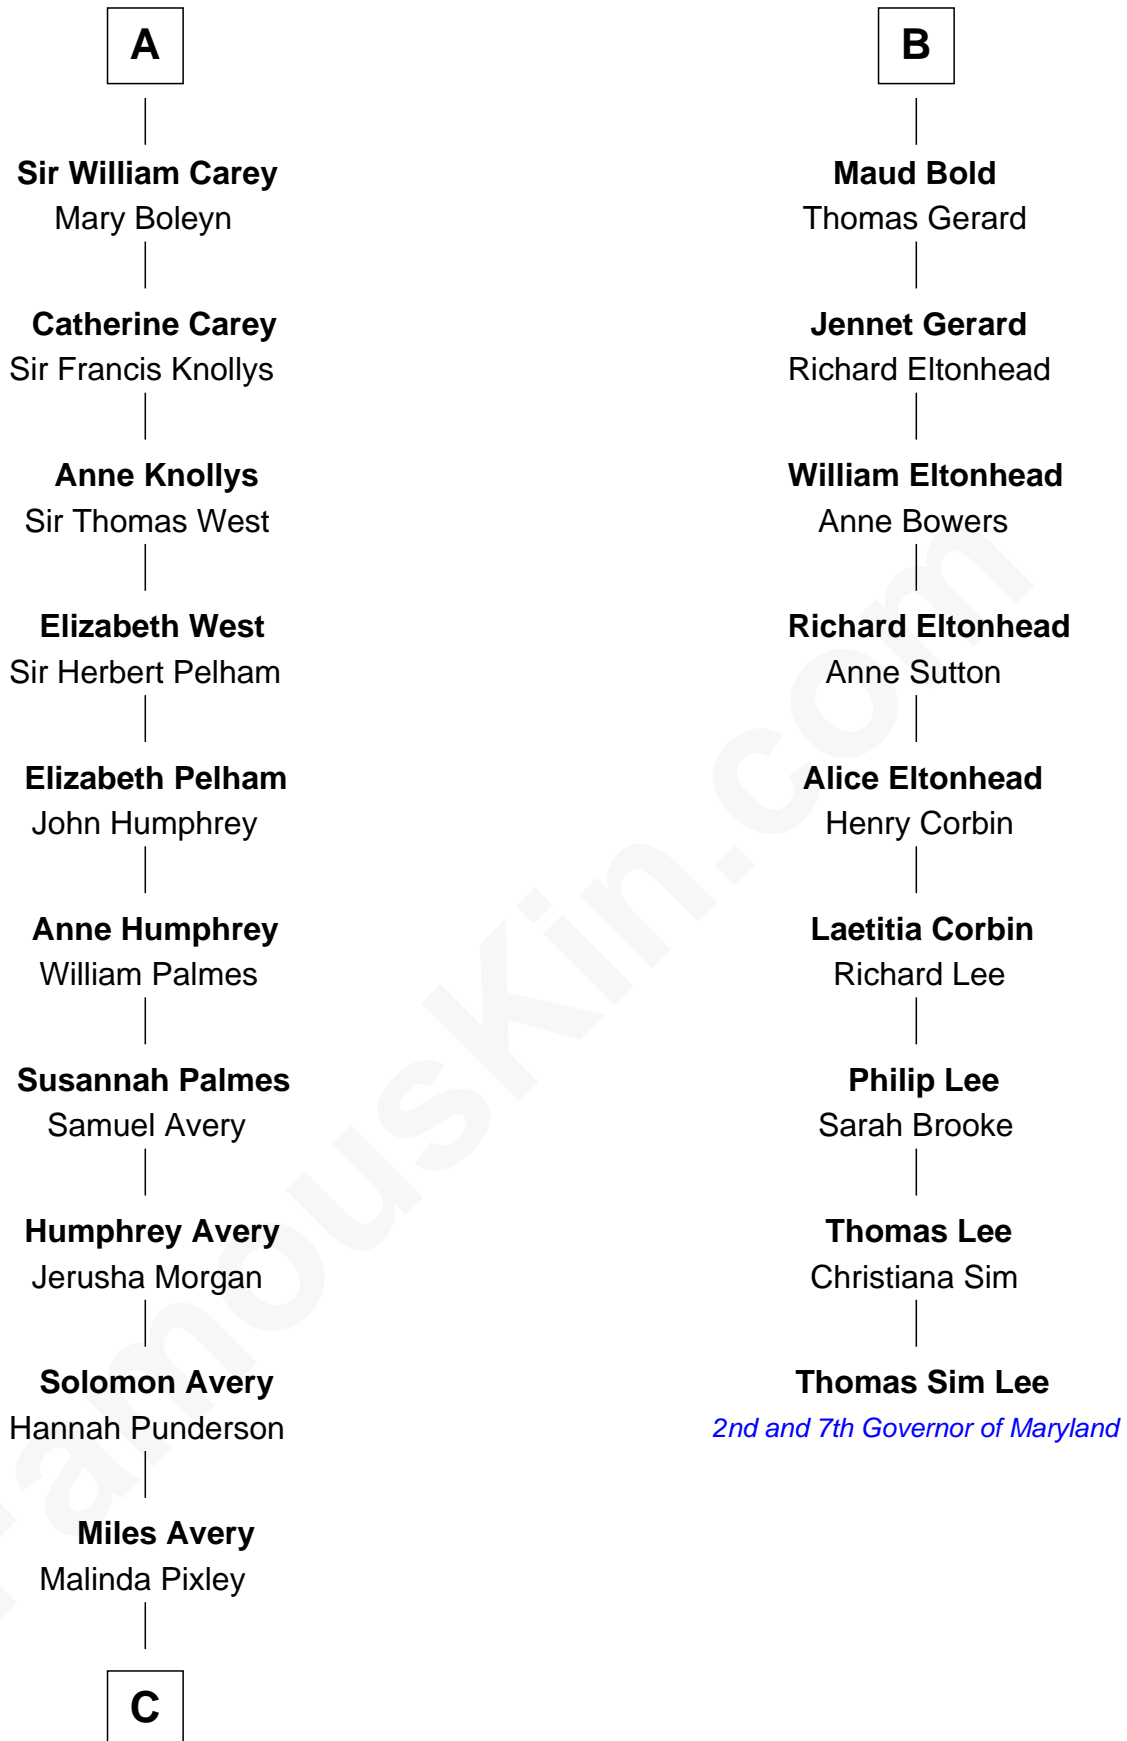 A
Sir William Carey
Mary Boleyn
Catherine Carey
Sir Francis Knollys
Anne Knollys
Sir Thomas West
Elizabeth West
Sir Herbert Pelham
Elizabeth Pelham
John Humphrey
Anne Humphrey
William Palmes
Susannah Palmes
Samuel Avery
Humphrey Avery
Jerusha Morgan
Solomon Avery
Hannah Punderson
Miles Avery
Malinda Pixley
C
B
Maud Bold
Thomas Gerard
Jennet Gerard
Richard Eltonhead
William Eltonhead
Anne Bowers
Richard Eltonhead
Anne Sutton
Alice Eltonhead
Henry Corbin
Laetitia Corbin
Richard Lee
Philip Lee
Sarah Brooke
Thomas Lee
Christiana Sim
Thomas Sim Lee
2nd and 7th Governor of Maryland
FamousKin.com